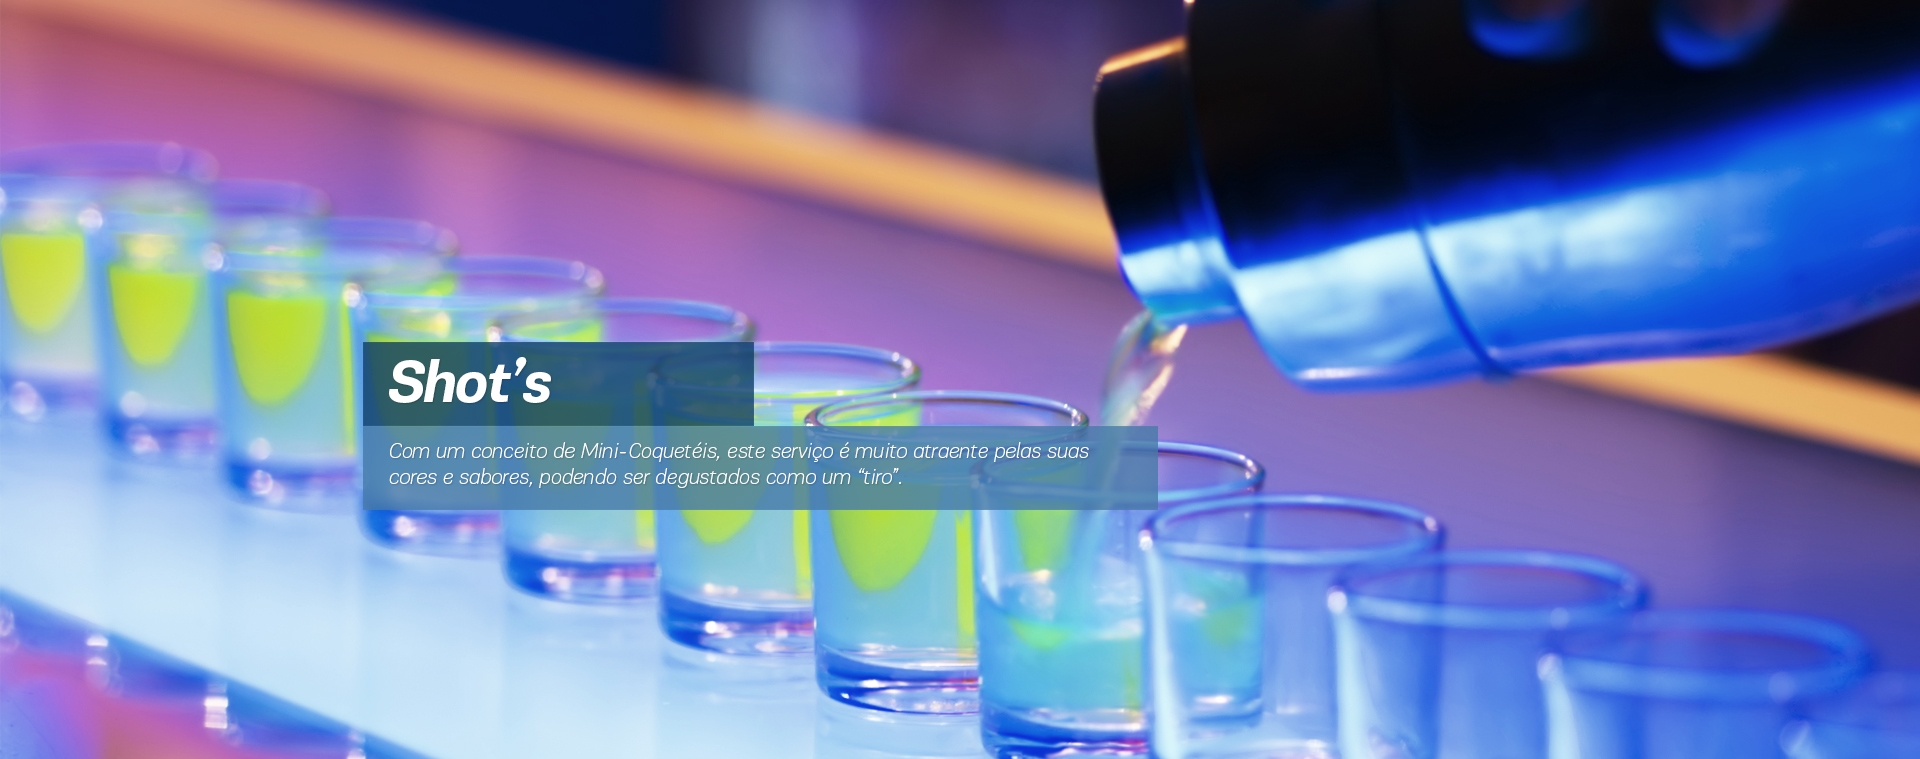 Shot’s
Com um conceito de Mini-Coquetéis, este serviço é muito atraente pelas suas
cores e sabores, podendo ser degustados como um “tiro”.